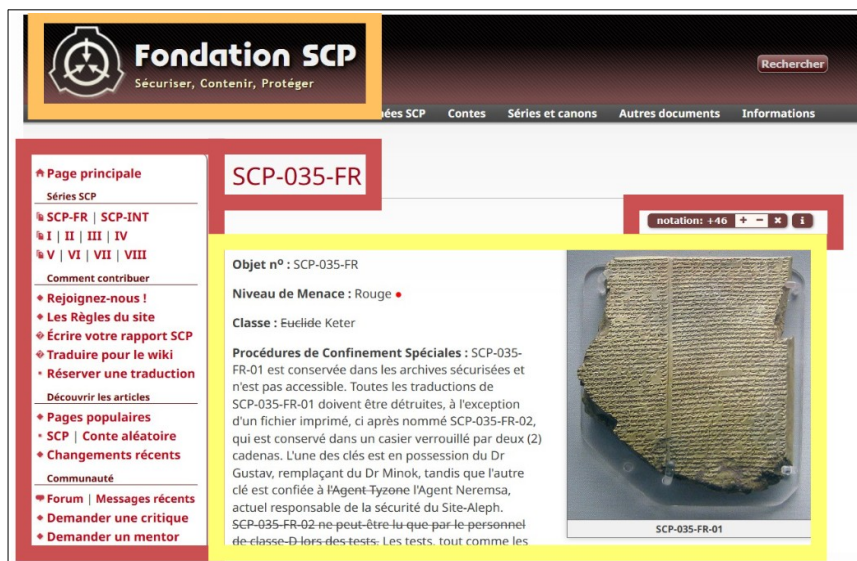 Fondation SCP
Sécuriser, Contenir, Protéger
Rechercher
nées SCP Contes Séries et canons Autres documents Informations
Page principale
Séries SCP
SCP-FR | SCP-INT
I | II | III | IV
V | VI | VII | VIII
Comment contribuer
Rejoignez-nous !
Les Règles du site
Écrire votre rapport SCP
Traduire pour le wiki
Réserver une traduction
Découvrir les articles
Pages populaires
SCP | Conte aléatoire
Changements récents
Communauté
Forum | Messages récents
Demander une critique
Demander un mentor
SCP-035-FR
notation: +46 + − x i
Objet nº : SCP-035-FR
Niveau de Menace : Rouge ●
Classe : Euclide Keter
Procédures de Confinement Spéciales : SCP-035-
FR-01 est conservée dans les archives sécurisées et
n'est pas accessible. Toutes les traductions de
SCP-035-FR-01 doivent être détruites, à l'exception
d'un fichier imprimé, ci après nommé SCP-035-FR-02,
qui est conservé dans un casier verrouillé par deux (2)
cadenas. L'une des clés est en possession du Dr
Gustav, remplaçant du Dr Minok, tandis que l'autre
clé est confiée à l'Agent Tyzone l'Agent Neremsa,
actuel responsable de la sécurité du Site-Aleph.
SCP-035-FR-02 ne peut-être lu que par le personnel
de classe-D lors des tests. Les tests, tout comme les
SCP-035-FR-01